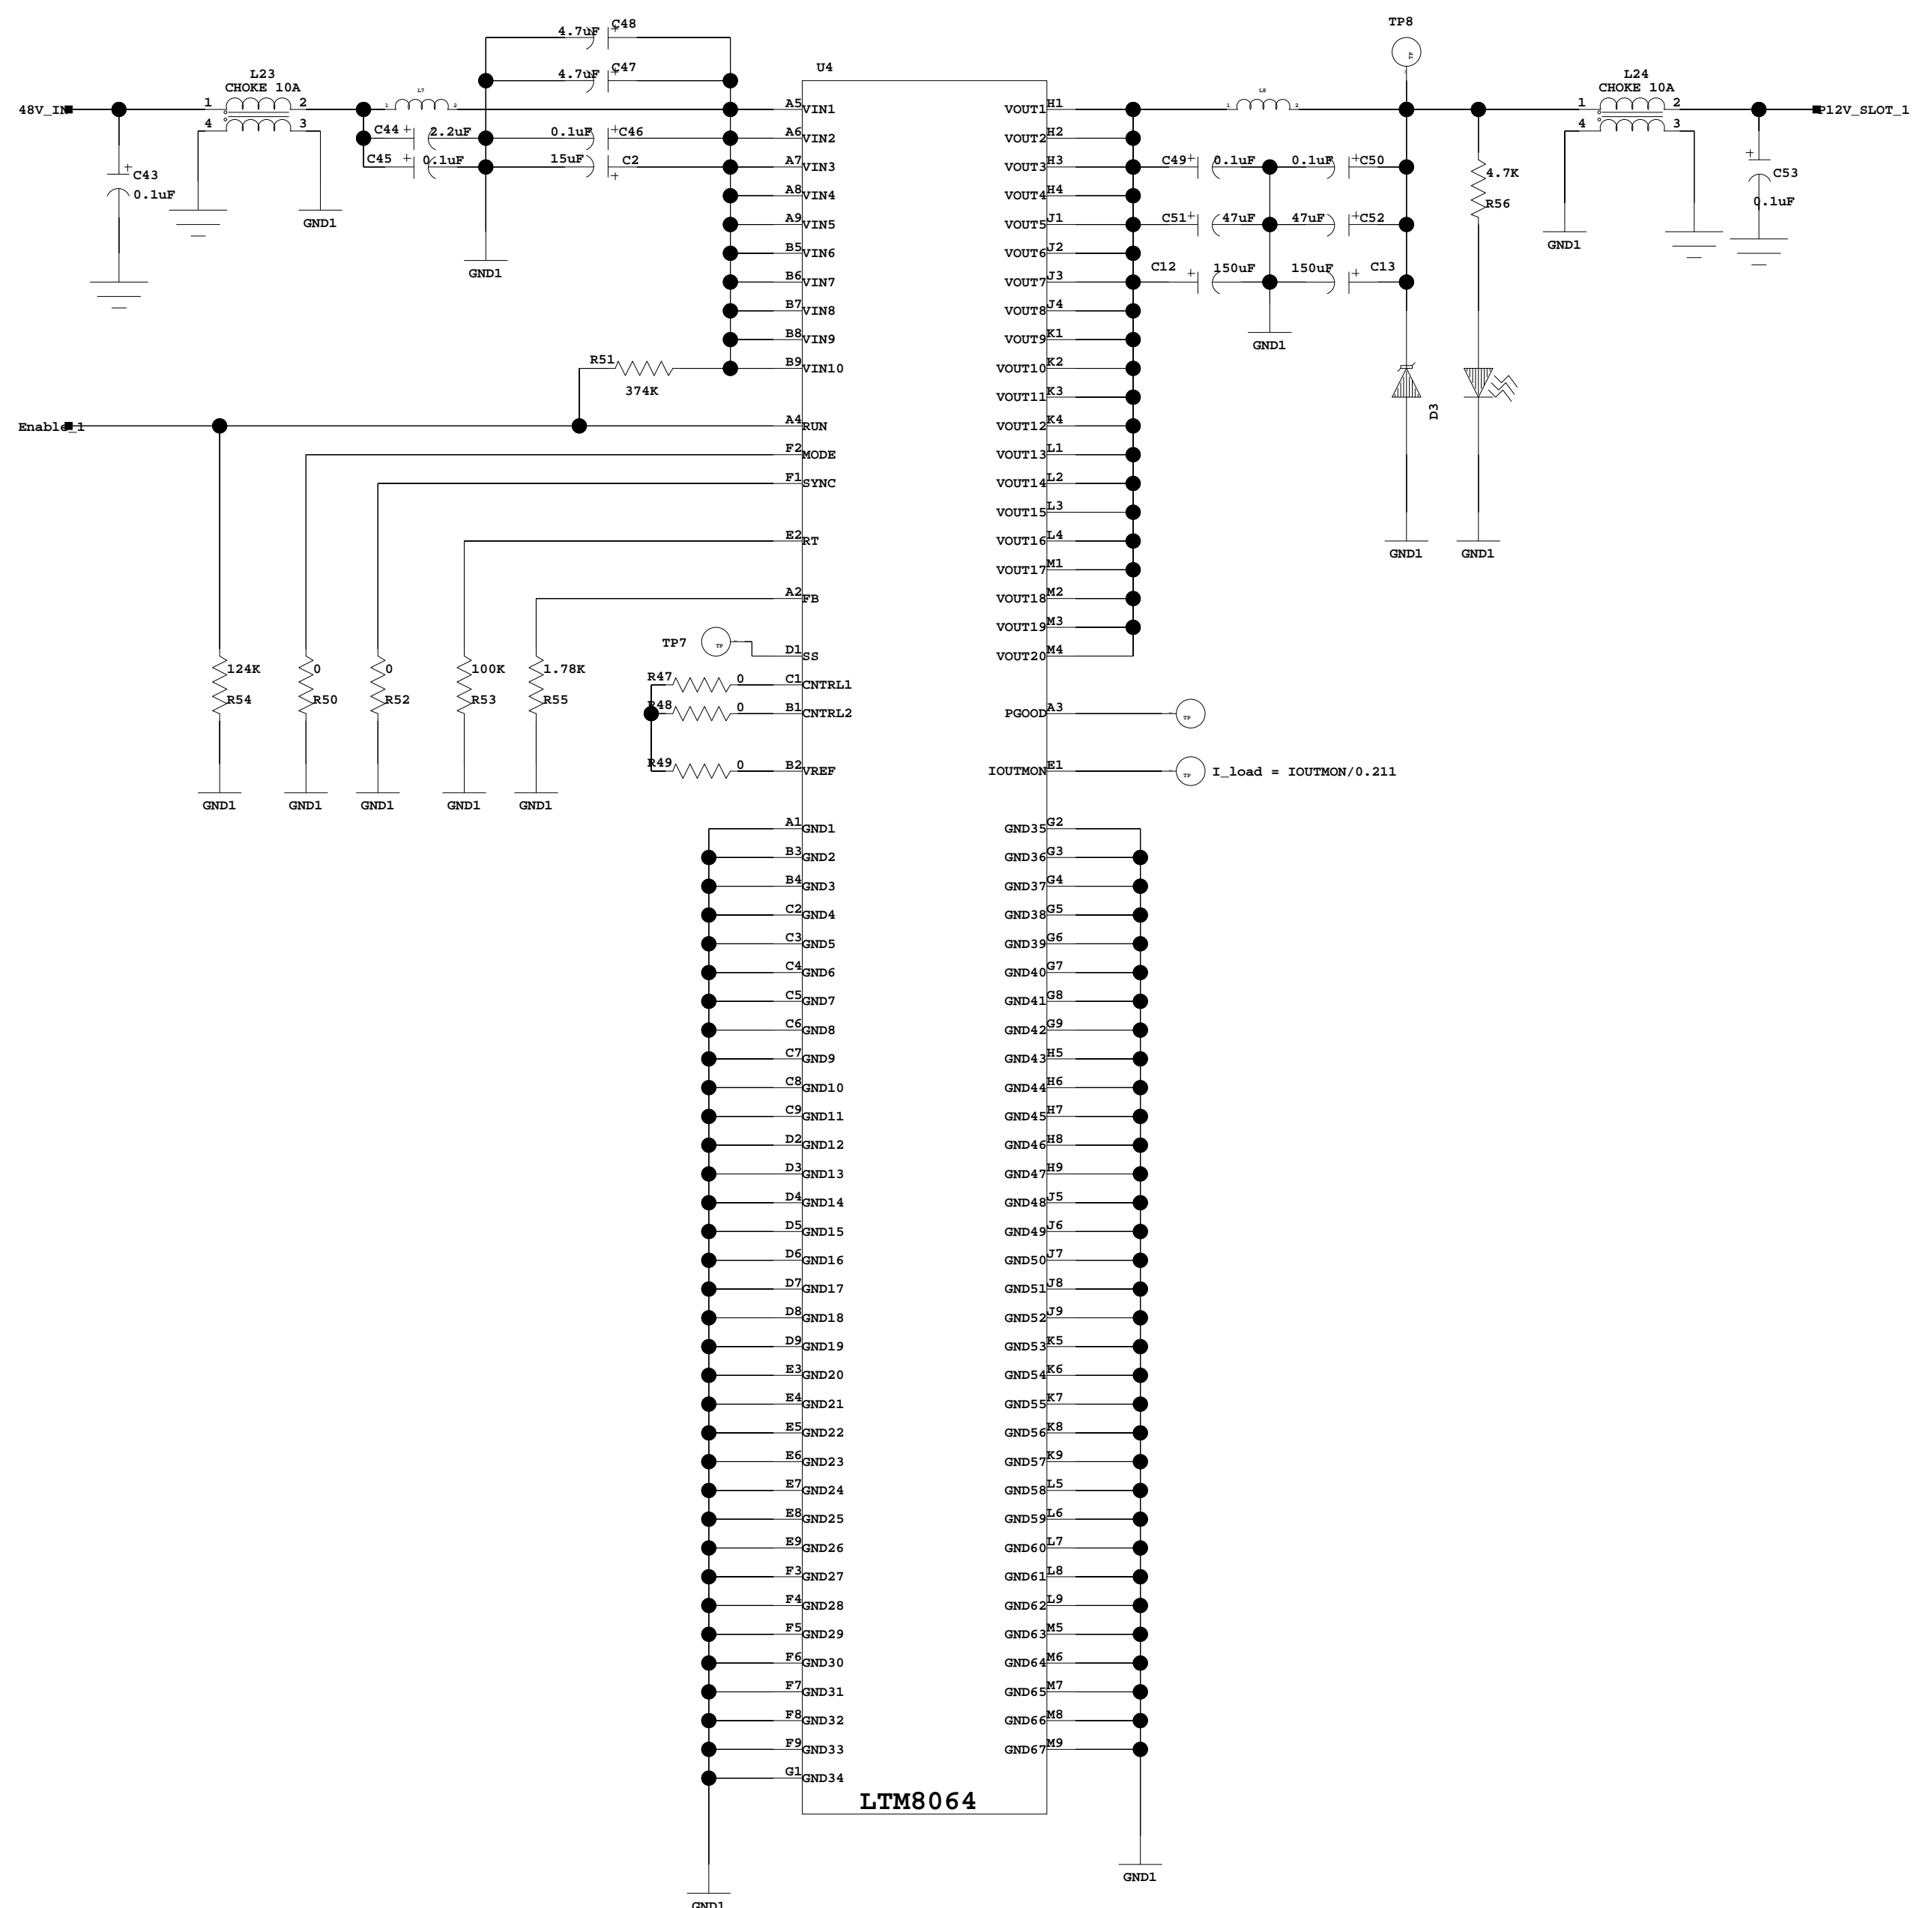 TP8
C48
4.7uF
+
C47
4.7uF
+
U4
L23
CHOKE 10A
L24
CHOKE 10A
48V_IN
1 2
4 3
1 L7 2
A5 VIN1
VOUT1 H1
1 L8 2
1 2
4 3
P12V_SLOT_1
C44 + 2.2uF
0.1uF + C46
A6 VIN2
VOUT2 H2
C45 + 0.1uF
15uF + C2
A7 VIN3
VOUT3 H3
C49 + 0.1uF
0.1uF + C50
+ C43
0.1uF
4.7K
R56
+ C53
0.1uF
A8 VIN4
VOUT4 H4
GND1
A9 VIN5
VOUT5 J1
C51 + 47uF
47uF + C52
GND1
B5 VIN6
VOUT6 J2
GND1
B6 VIN7
VOUT7 J3
C12 + 150uF
150uF + C13
B7 VIN8
VOUT8 J4
B8 VIN9
VOUT9 K1
GND1
R51
374K
B9 VIN10
VOUT10 K2
VOUT11 K3
D3
Enable_1
A4 RUN
VOUT12 K4
F2 MODE
VOUT13 L1
F1 SYNC
VOUT14 L2
VOUT15 L3
E2 RT
VOUT16 L4
GND1
GND1
VOUT17 M1
A2 FB
VOUT18 M2
VOUT19 M3
TP7
TP
D1 SS
VOUT20 M4
124K
R54
0
R50
0
R52
100K
R53
1.78K
R55
R47 0
C1 CNTRL1
R48 0
B1 CNTRL2
PGOOD A3
TP
R49 0
B2 VREF
IOUTMON E1
TP
I_load = IOUTMON/0.211
GND1
GND1
GND1
GND1
GND1
A1 GND1
GND35 G2
B3 GND2
GND36 G3
B4 GND3
GND37 G4
C2 GND4
GND38 G5
C3 GND5
GND39 G6
C4 GND6
GND40 G7
C5 GND7
GND41 G8
C6 GND8
GND42 G9
C7 GND9
GND43 H5
C8 GND10
GND44 H6
C9 GND11
GND45 H7
D2 GND12
GND46 H8
D3 GND13
GND47 H9
D4 GND14
GND48 J5
D5 GND15
GND49 J6
D6 GND16
GND50 J7
D7 GND17
GND51 J8
D8 GND18
GND52 J9
D9 GND19
GND53 K5
E3 GND20
GND54 K6
E4 GND21
GND55 K7
E5 GND22
GND56 K8
E6 GND23
GND57 K9
E7 GND24
GND58 L5
E8 GND25
GND59 L6
E9 GND26
GND60 L7
F3 GND27
GND61 L8
F4 GND28
GND62 L9
F5 GND29
GND63 M5
F6 GND30
GND64 M6
F7 GND31
GND65 M7
F8 GND32
GND66 M8
F9 GND33
GND67 M9
G1 GND34
LTM8064
GND1
GND1